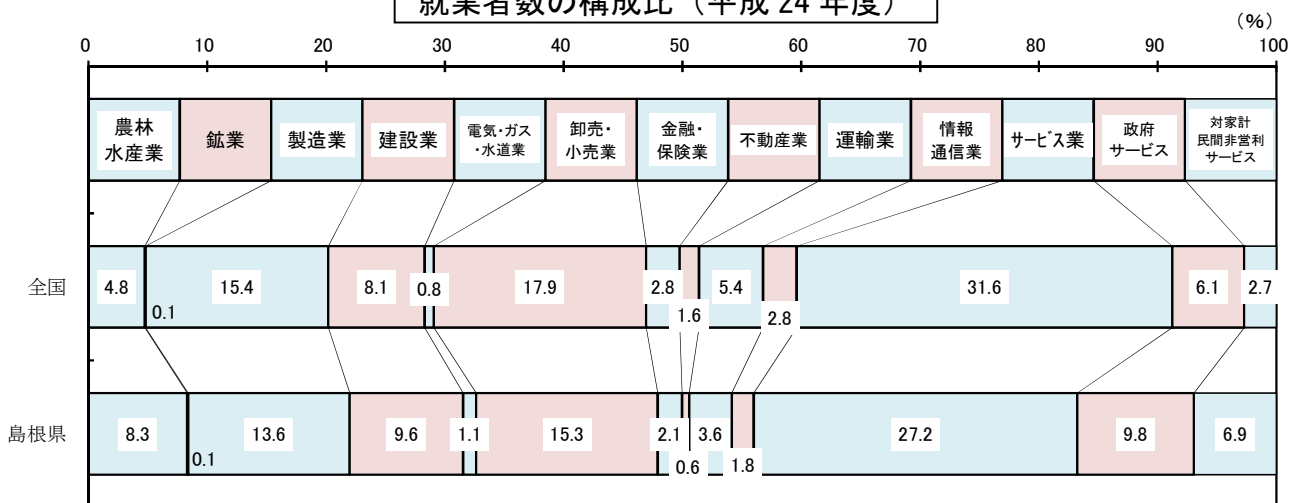 就業者数の構成比（平成 24 年度）
（%）
0 10 20 30 40 50 60 70 80 90 100
農林
水産業
鉱業
製造業
建設業
電気・ガス
・水道業
卸売・
小売業
金融・
保険業
不動産業
運輸業
情報
通信業
サービス業
政府
サービス
対家計
民間非営利
サービス
全国 4.8 0.1 15.4 8.1 0.8 17.9 2.8 1.6 5.4 2.8 31.6 6.1 2.7
島根県 8.3 0.1 13.6 9.6 1.1 15.3 2.1 0.6 3.6 1.8 27.2 9.8 6.9